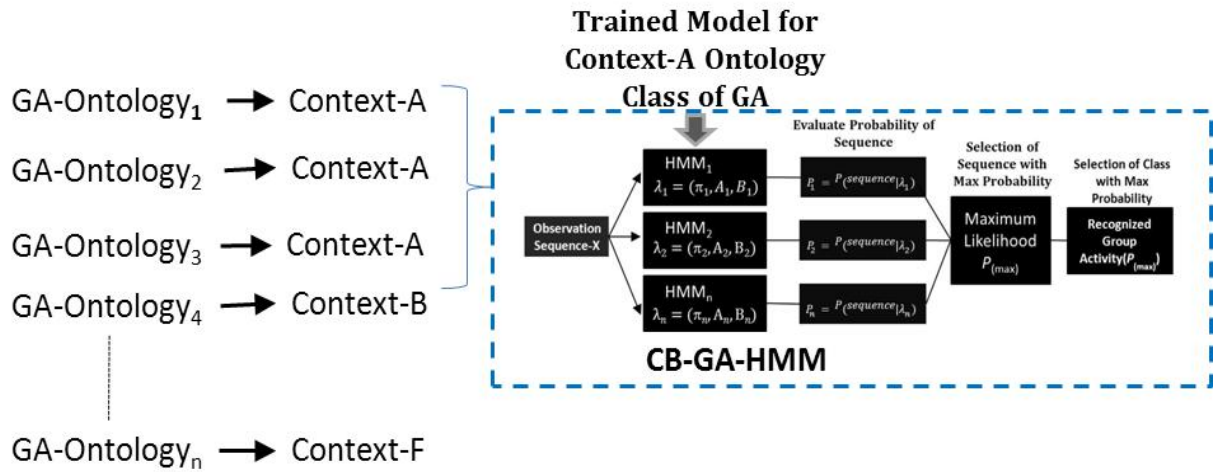 Trained Model for
Context-A Ontology
Class of GA
GA-Ontology₁ → Context-A
GA-Ontology₂ → Context-A
GA-Ontology₃ → Context-A
GA-Ontology₄ → Context-B
GA-Ontologyₙ → Context-F
Observation
Sequence-X
HMM₁
λ₁ = (π₁, A₁, B₁)
HMM₂
λ₂ = (π₂, A₂, B₂)
HMMₙ
λₙ = (πₙ, Aₙ, Bₙ)
Evaluate Probability of
Sequence
P₁ = P(sequence|λ₁)
P₂ = P(sequence|λ₂)
Pₙ = P(sequence|λₙ)
Selection of
Sequence with
Max Probability
Maximum
Likelihood
P(max)
Selection of Class
with Max
Probability
Recognized
Group
Activity(P(max))
CB-GA-HMM